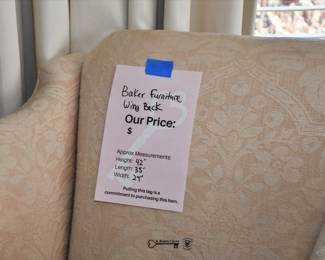 Baker Furniture
Wing Back
Our Price:
$
Approx Measurements
Height: 42"
Length: 35"
Width: 29"
Pulling this tag is a
commitment to purchasing this item.